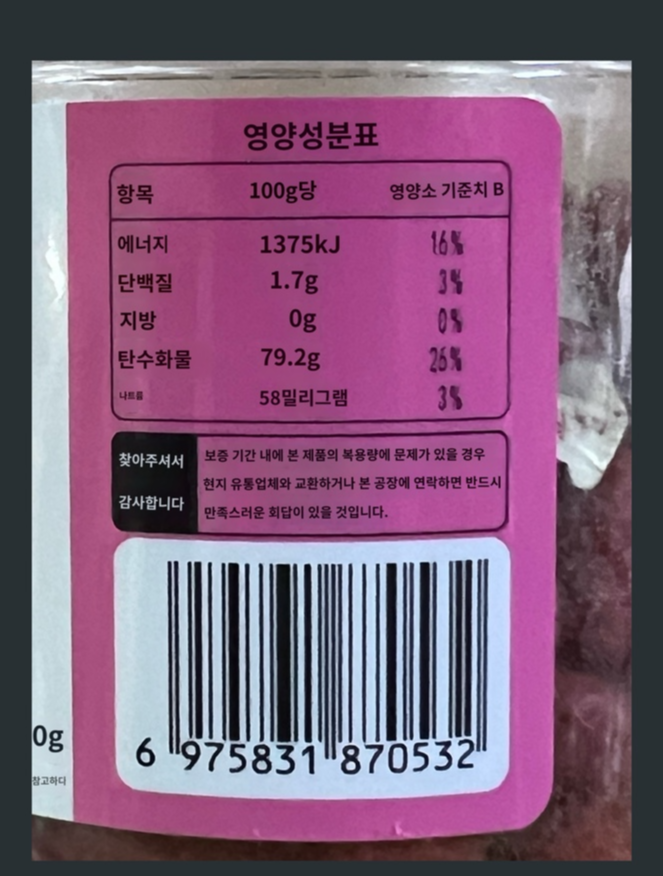 영양성분표
항목 100g당 영양소 기준치 B
에너지 1375kJ 16%
단백질 1.7g 3%
지방 0g 0%
탄수화물 79.2g 26%
나트륨 58밀리그램 3%
찾아주셔서
감사합니다
보증 기간 내에 본 제품의 복용량에 문제가 있을 경우
현지 유통업체와 교환하거나 본 공장에 연락하면 반드시
만족스러운 회답이 있을 것입니다.
6 975831 870532
0g
참고하디